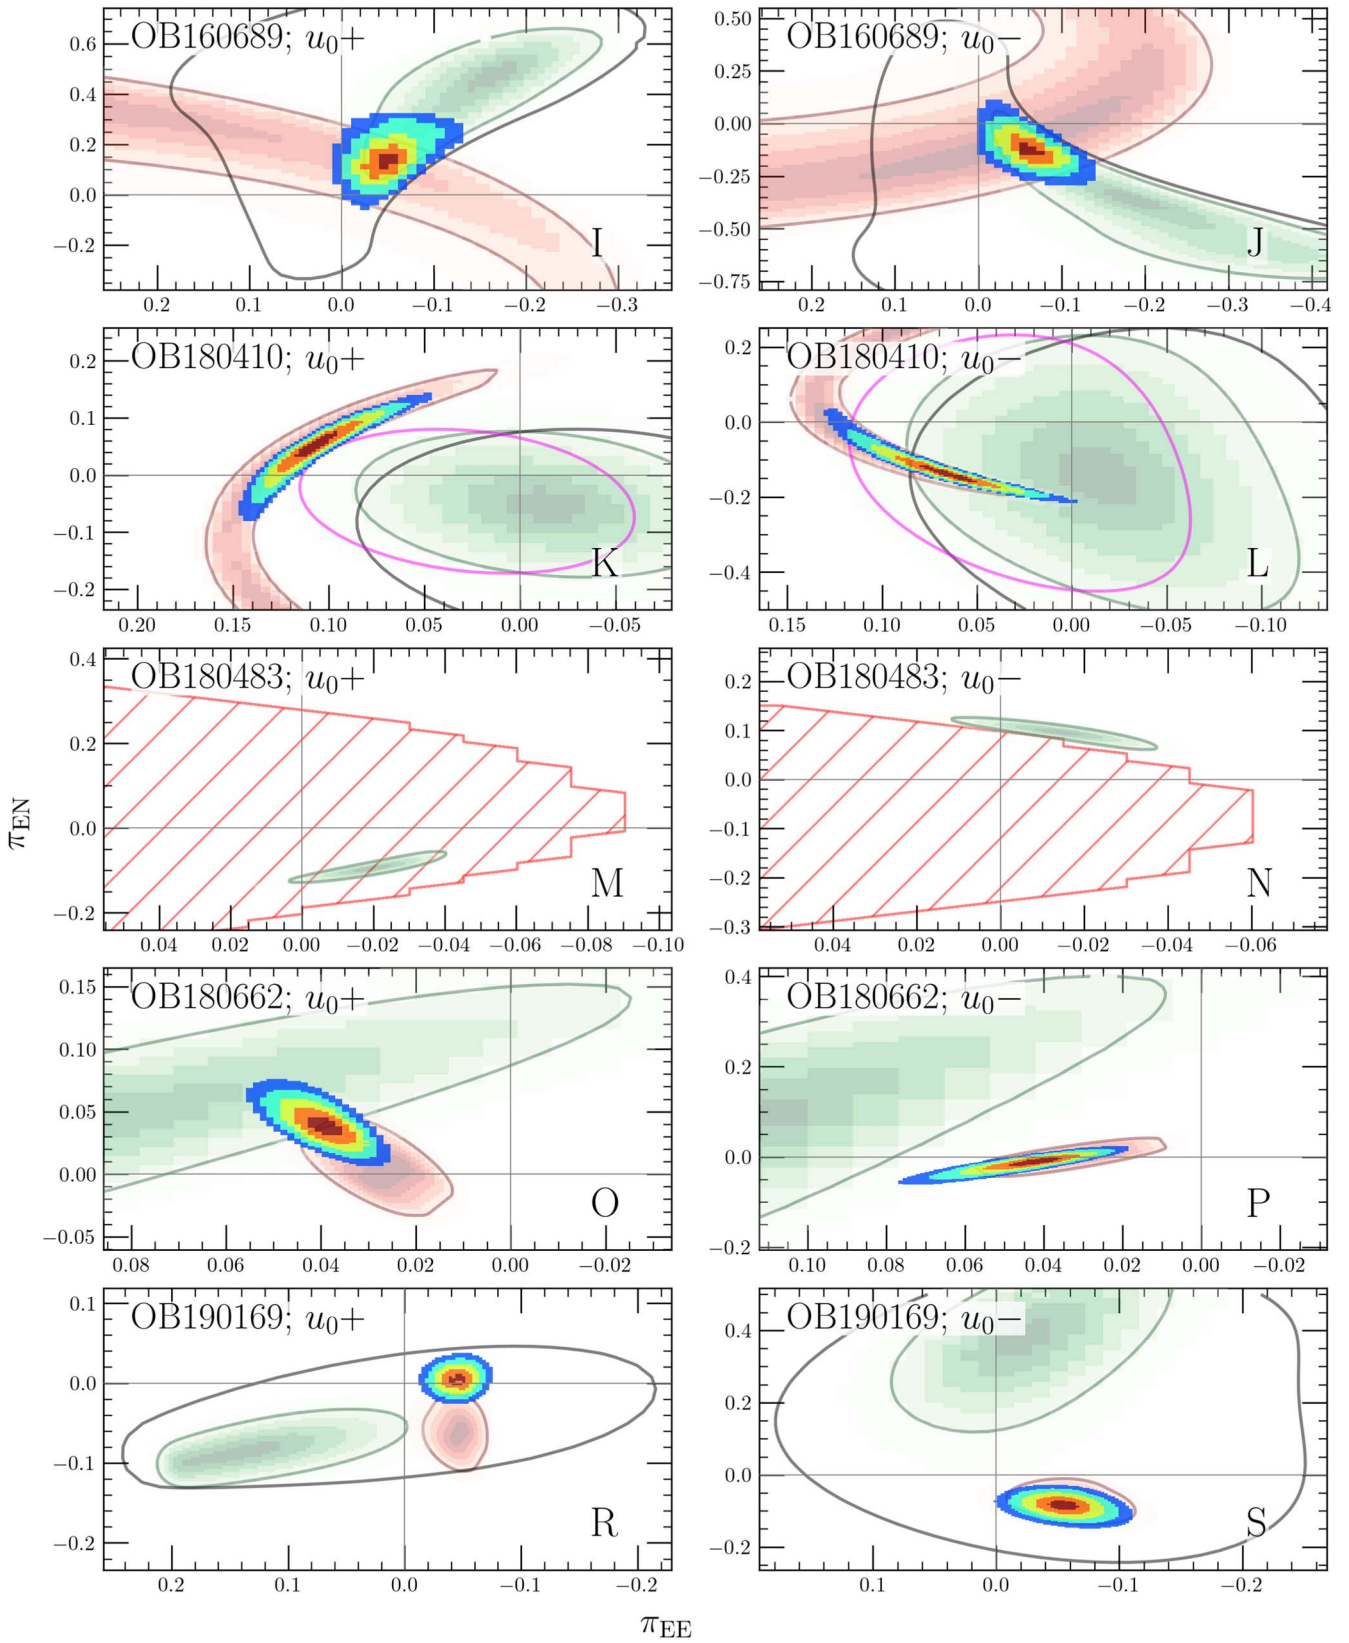 OB160689; u₀+
0.6
0.4
0.2
0.0
−0.2
I
0.2 0.1 0.0 −0.1 −0.2 −0.3
OB160689; u₀−
0.50
0.25
0.00
−0.25
−0.50
−0.75
J
0.2 0.1 0.0 −0.1 −0.2 −0.3 −0.4
OB180410; u₀+
0.2
0.1
0.0
−0.1
−0.2
K
0.20 0.15 0.10 0.05 0.00 −0.05
OB180410; u₀−
0.2
0.0
−0.2
−0.4
L
0.15 0.10 0.05 0.00 −0.05 −0.10
OB180483; u₀+
0.4
0.2
0.0
−0.2
M
0.04 0.02 0.00 −0.02 −0.04 −0.06 −0.08 −0.10
OB180483; u₀−
0.2
0.1
0.0
−0.1
−0.2
−0.3
N
0.04 0.02 0.00 −0.02 −0.04 −0.06
πEN
OB180662; u₀+
0.15
0.10
0.05
0.00
−0.05
O
0.08 0.06 0.04 0.02 0.00 −0.02
OB180662; u₀−
0.4
0.2
0.0
−0.2
P
0.10 0.08 0.06 0.04 0.02 0.00 −0.02
OB190169; u₀+
0.1
0.0
−0.1
−0.2
R
0.2 0.1 0.0 −0.1 −0.2
OB190169; u₀−
0.4
0.2
0.0
−0.2
S
0.1 0.0 −0.1 −0.2
πEE